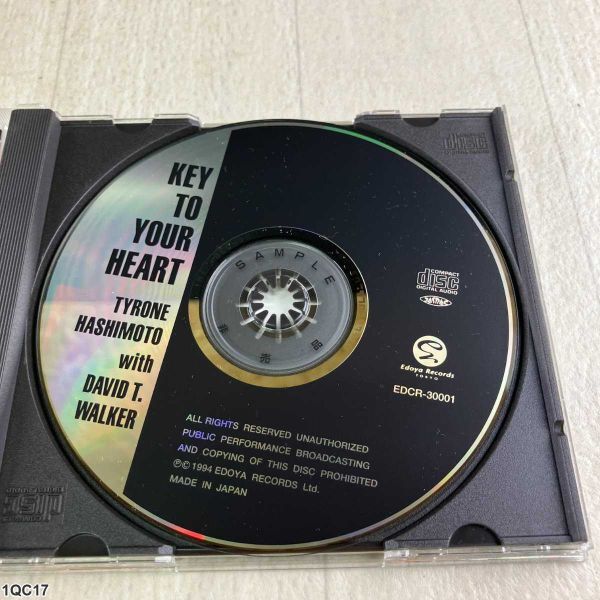 KEY
TO
YOUR
HEART
TYRONE
HASHIMOTO
with
DAVID T.
WALKER
SAMPLE
非売品
COMPACT
disc
DIGITAL AUDIO
Edoya Records
TOKYO
EDCR-30001
ALL RIGHTS RESERVED UNAUTHORIZED
PUBLIC PERFORMANCE BROADCASTING
AND COPYING OF THIS DISC PROHIBITED
℗© 1994 EDOYA RECORDS Ltd.
MADE IN JAPAN
disc
disc
1QC17